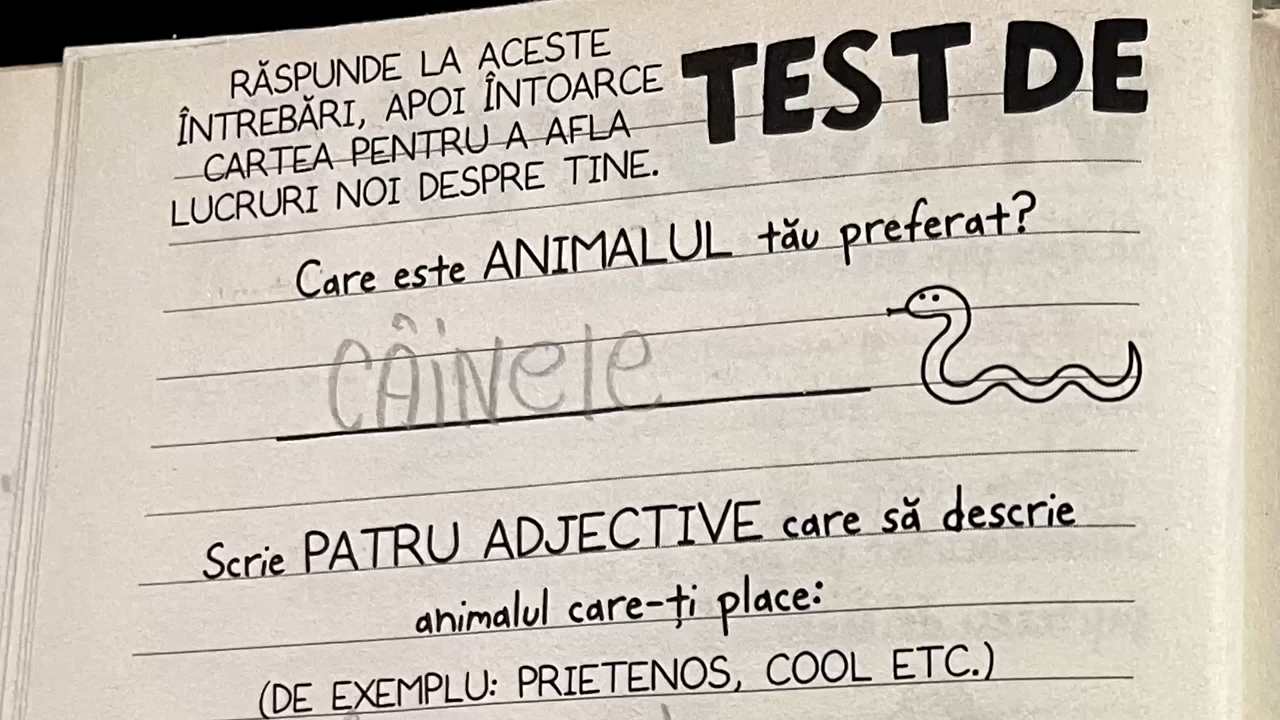 RĂSPUNDE LA ACESTE
ÎNTREBĂRI, APOI ÎNTOARCE
CARTEA PENTRU A AFLA
LUCRURI NOI DESPRE TINE.
TEST DE
Care este ANIMALUL tău preferat?
CÂiNele
Scrie PATRU ADJECTIVE care să descrie
animalul care-ți place:
(DE EXEMPLU: PRIETENOS, COOL ETC.)